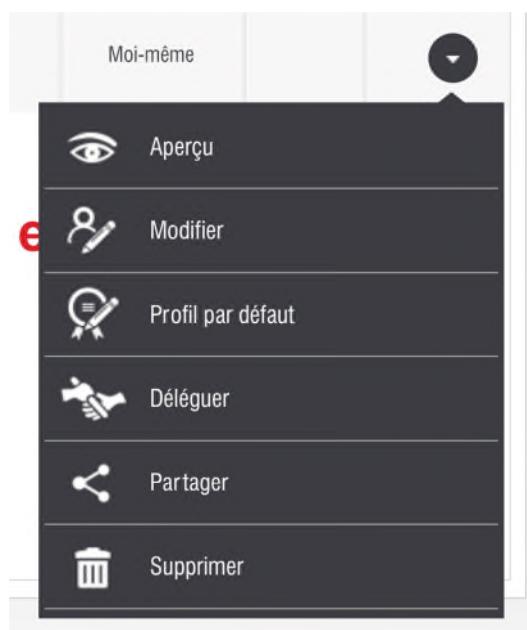 Moi-même
Aperçu
e
Modifier
Profil par défaut
Déléguer
Partager
Supprimer